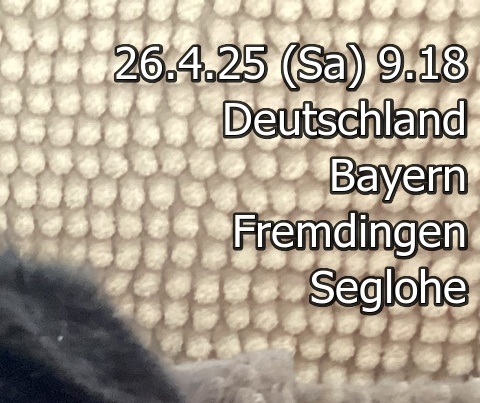 26.4.25 (Sa) 9.18
Deutschland
Bayern
Fremdingen
Seglohe